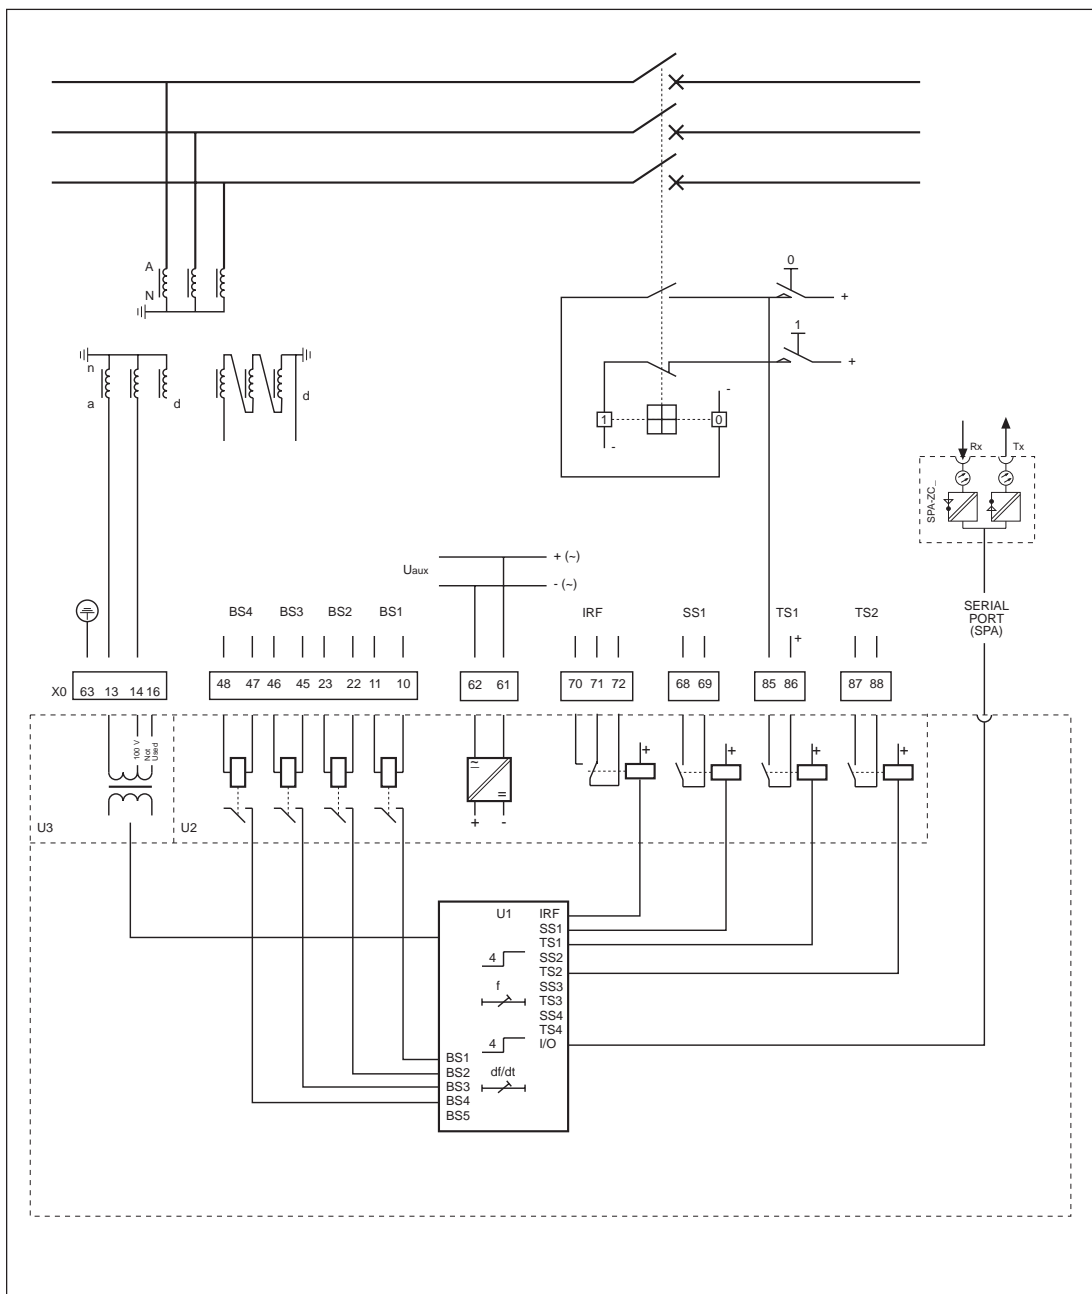 0
A
+
N
1
+
n
a
d
d
-
1
0
-
Rx
Tx
SPA-ZC_
+ (~)
Uaux
- (~)
BS4
BS3
BS2
BS1
IRF
SS1
TS1
TS2
SERIAL
PORT
(SPA)
+
X0
63 13 14 16
48 47 46 45 23 22 11 10
62 61
70 71 72
68 69
85 86
87 88
100 V
Not
Used
+
+
+
+
~
=
+ -
U3
U2
U1
IRF
SS1
TS1
4
SS2
TS2
f
SS3
TS3
SS4
TS4
4
I/O
BS1
BS2
df/dt
BS3
BS4
BS5